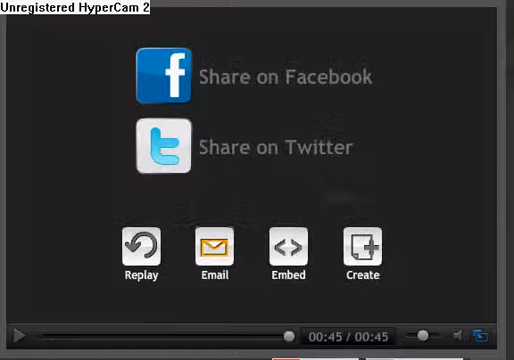 Unregistered HyperCam 2
Share on Facebook
Share on Twitter
Replay Email Embed Create
00:45 / 00:45